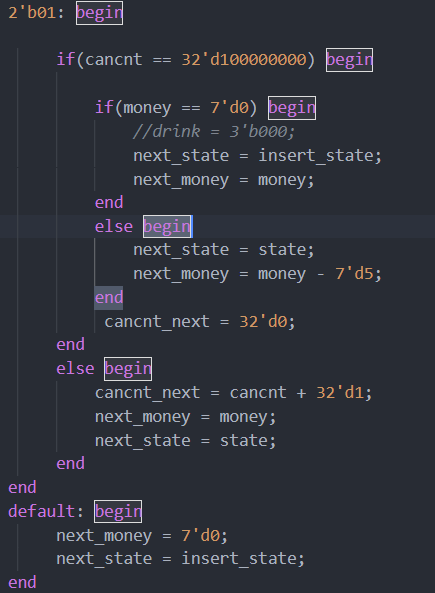 2'b01: begin
if(cancnt == 32'd100000000) begin
if(money == 7'd0) begin
//drink = 3'b000;
next_state = insert_state;
next_money = money;
end
else begin
next_state = state;
next_money = money - 7'd5;
end
cancnt_next = 32'd0;
end
else begin
cancnt_next = cancnt + 32'd1;
next_money = money;
next_state = state;
end
end
default: begin
next_money = 7'd0;
next_state = insert_state;
end